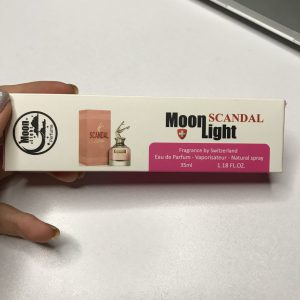 Moon
Light
Parfums
SCANDAL
Moon SCANDAL
Light
Fragrance by Switzerland
Eau de Parfum - Vaporisateur - Natural spray
35ml 1.18 FL.OZ.